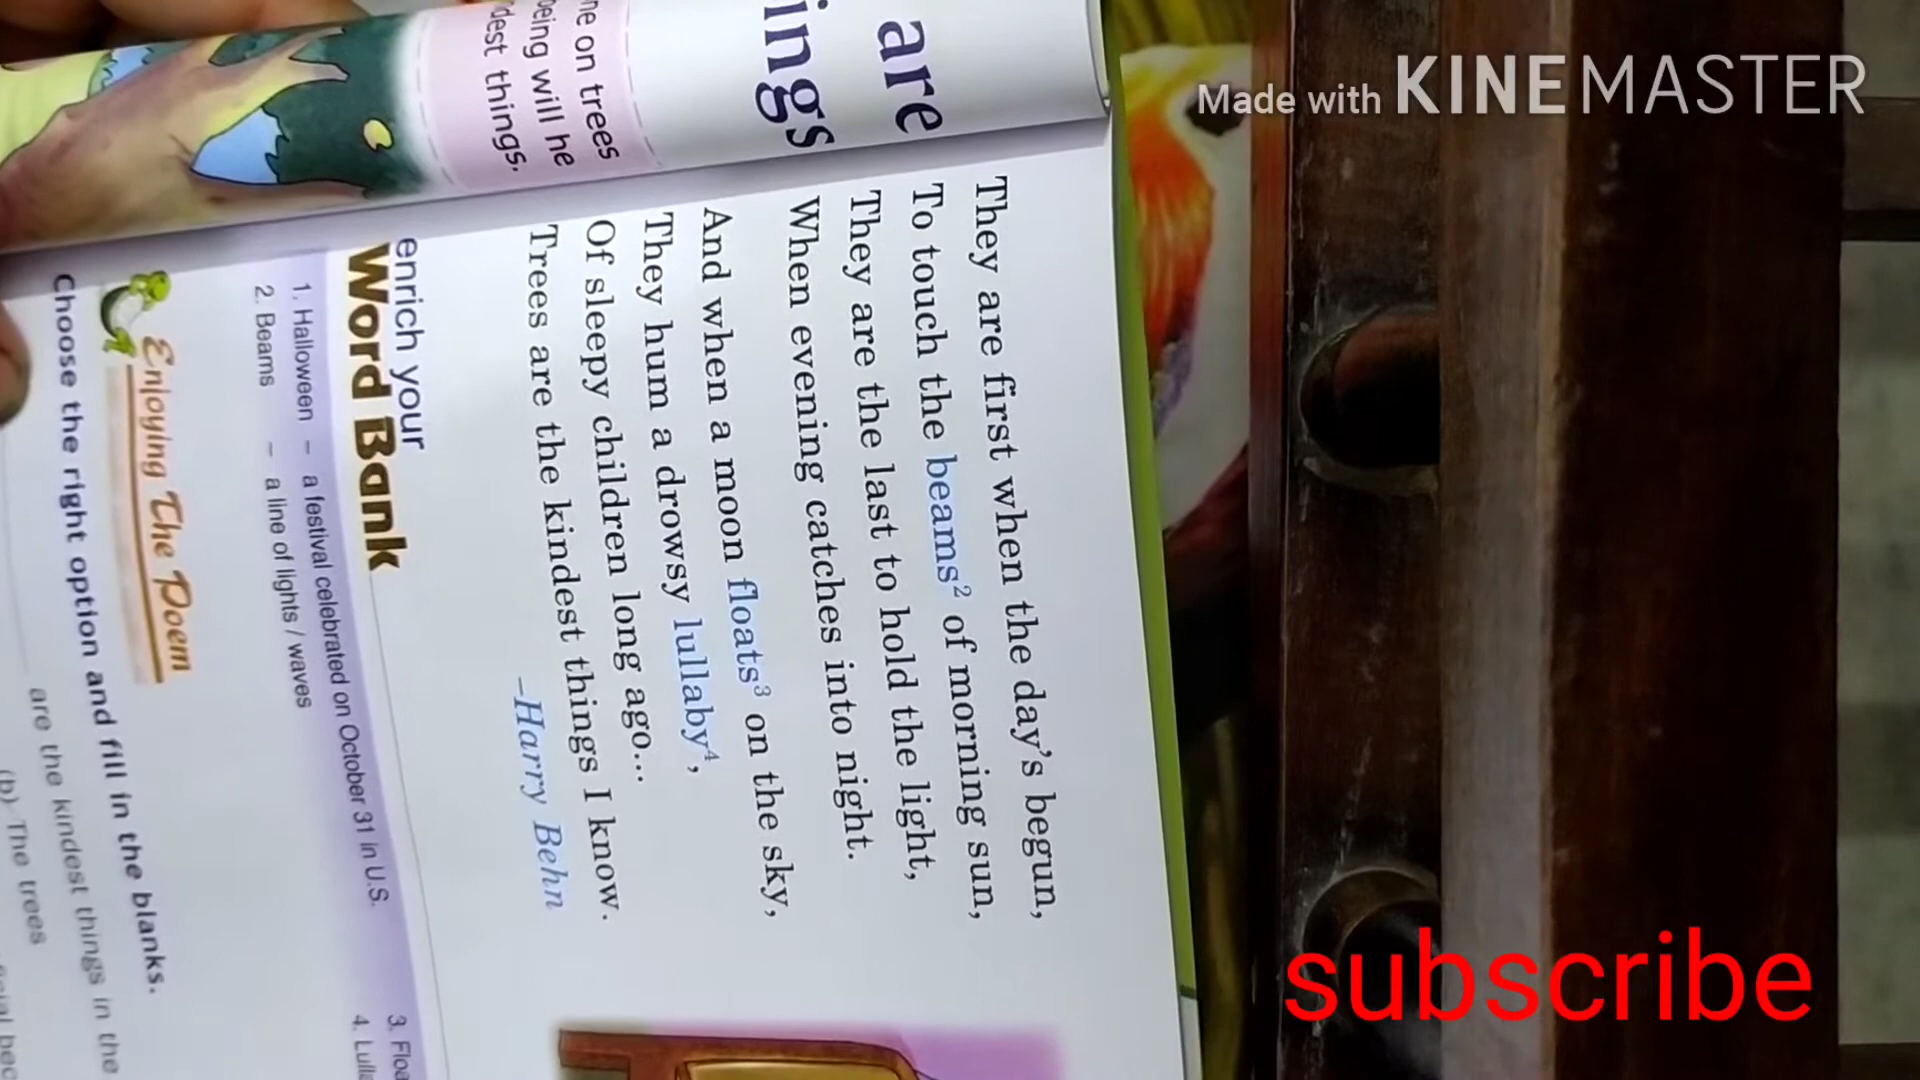 Made with KINEMASTER
are
ings
ne on trees
being will he
dest things.
They are first when the day's begun,
To touch the beams² of morning sun,
They are the last to hold the light,
When evening catches into night.
And when a moon floats³ on the sky,
They hum a drowsy lullaby⁴,
Of sleepy children long ago...
Trees are the kindest things I know.
–Harry Behn
enrich your
Word Bank
1. Halloween – a festival celebrated on October 31 in U.S.
2. Beams – a line of lights / waves
3. Floa
4. Lulla
Enjoying The Poem
Choose the right option and fill in the blanks.
are the kindest things in the
(b) The trees
subscribe